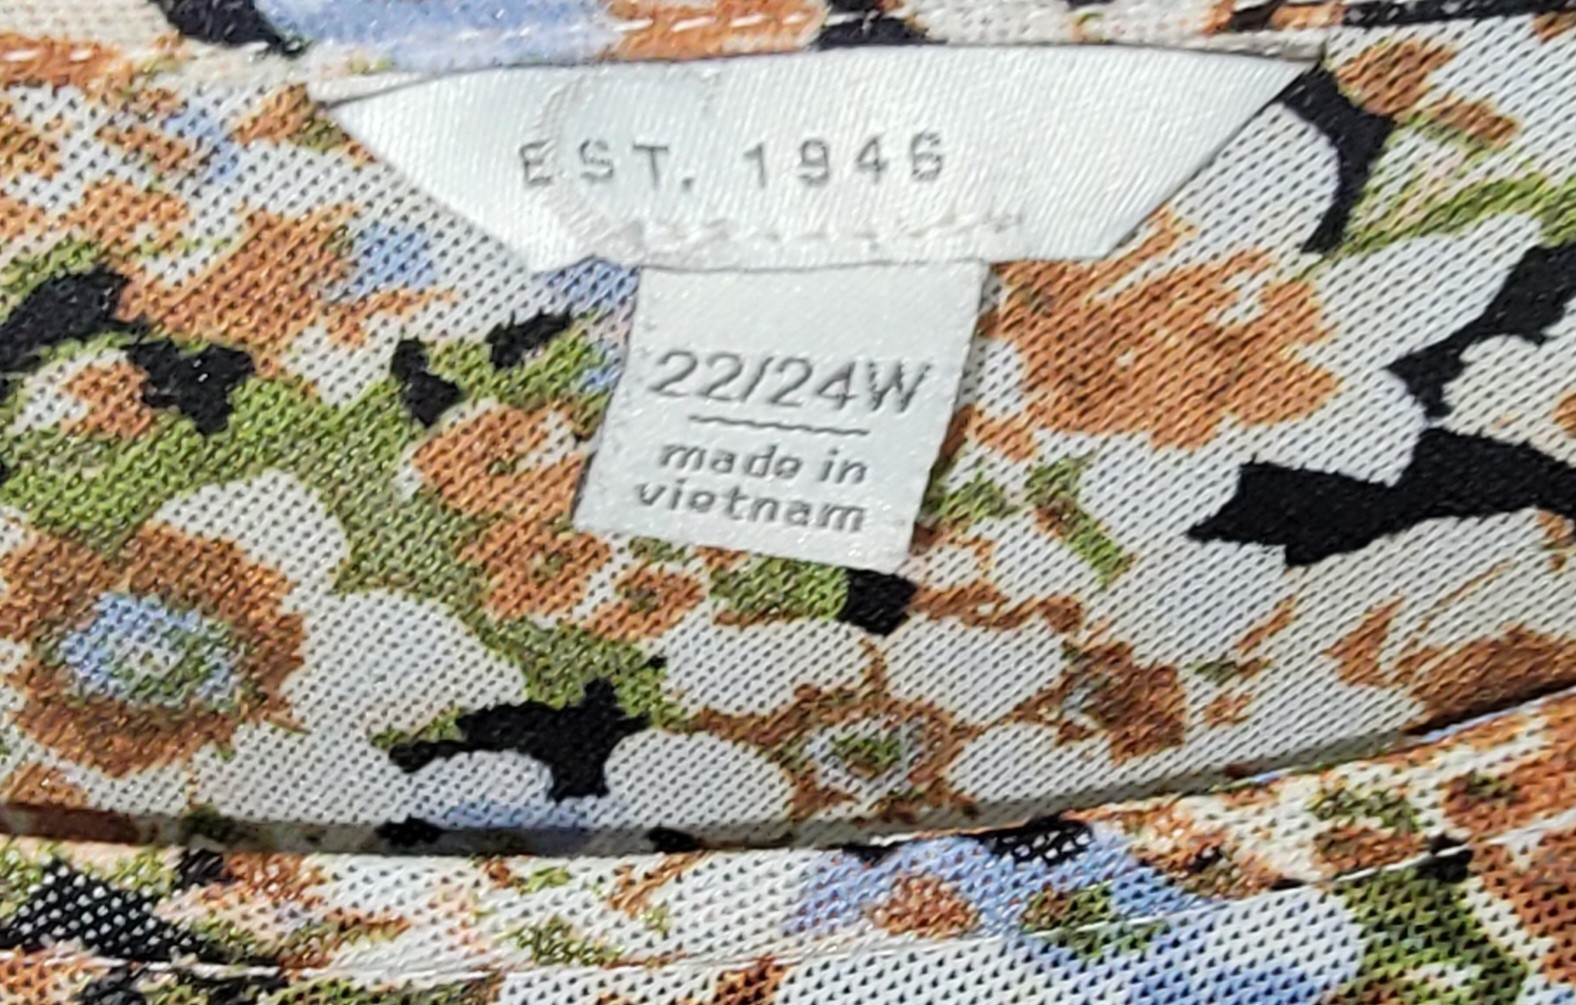 EST. 1946
22/24W
made in
vietnam